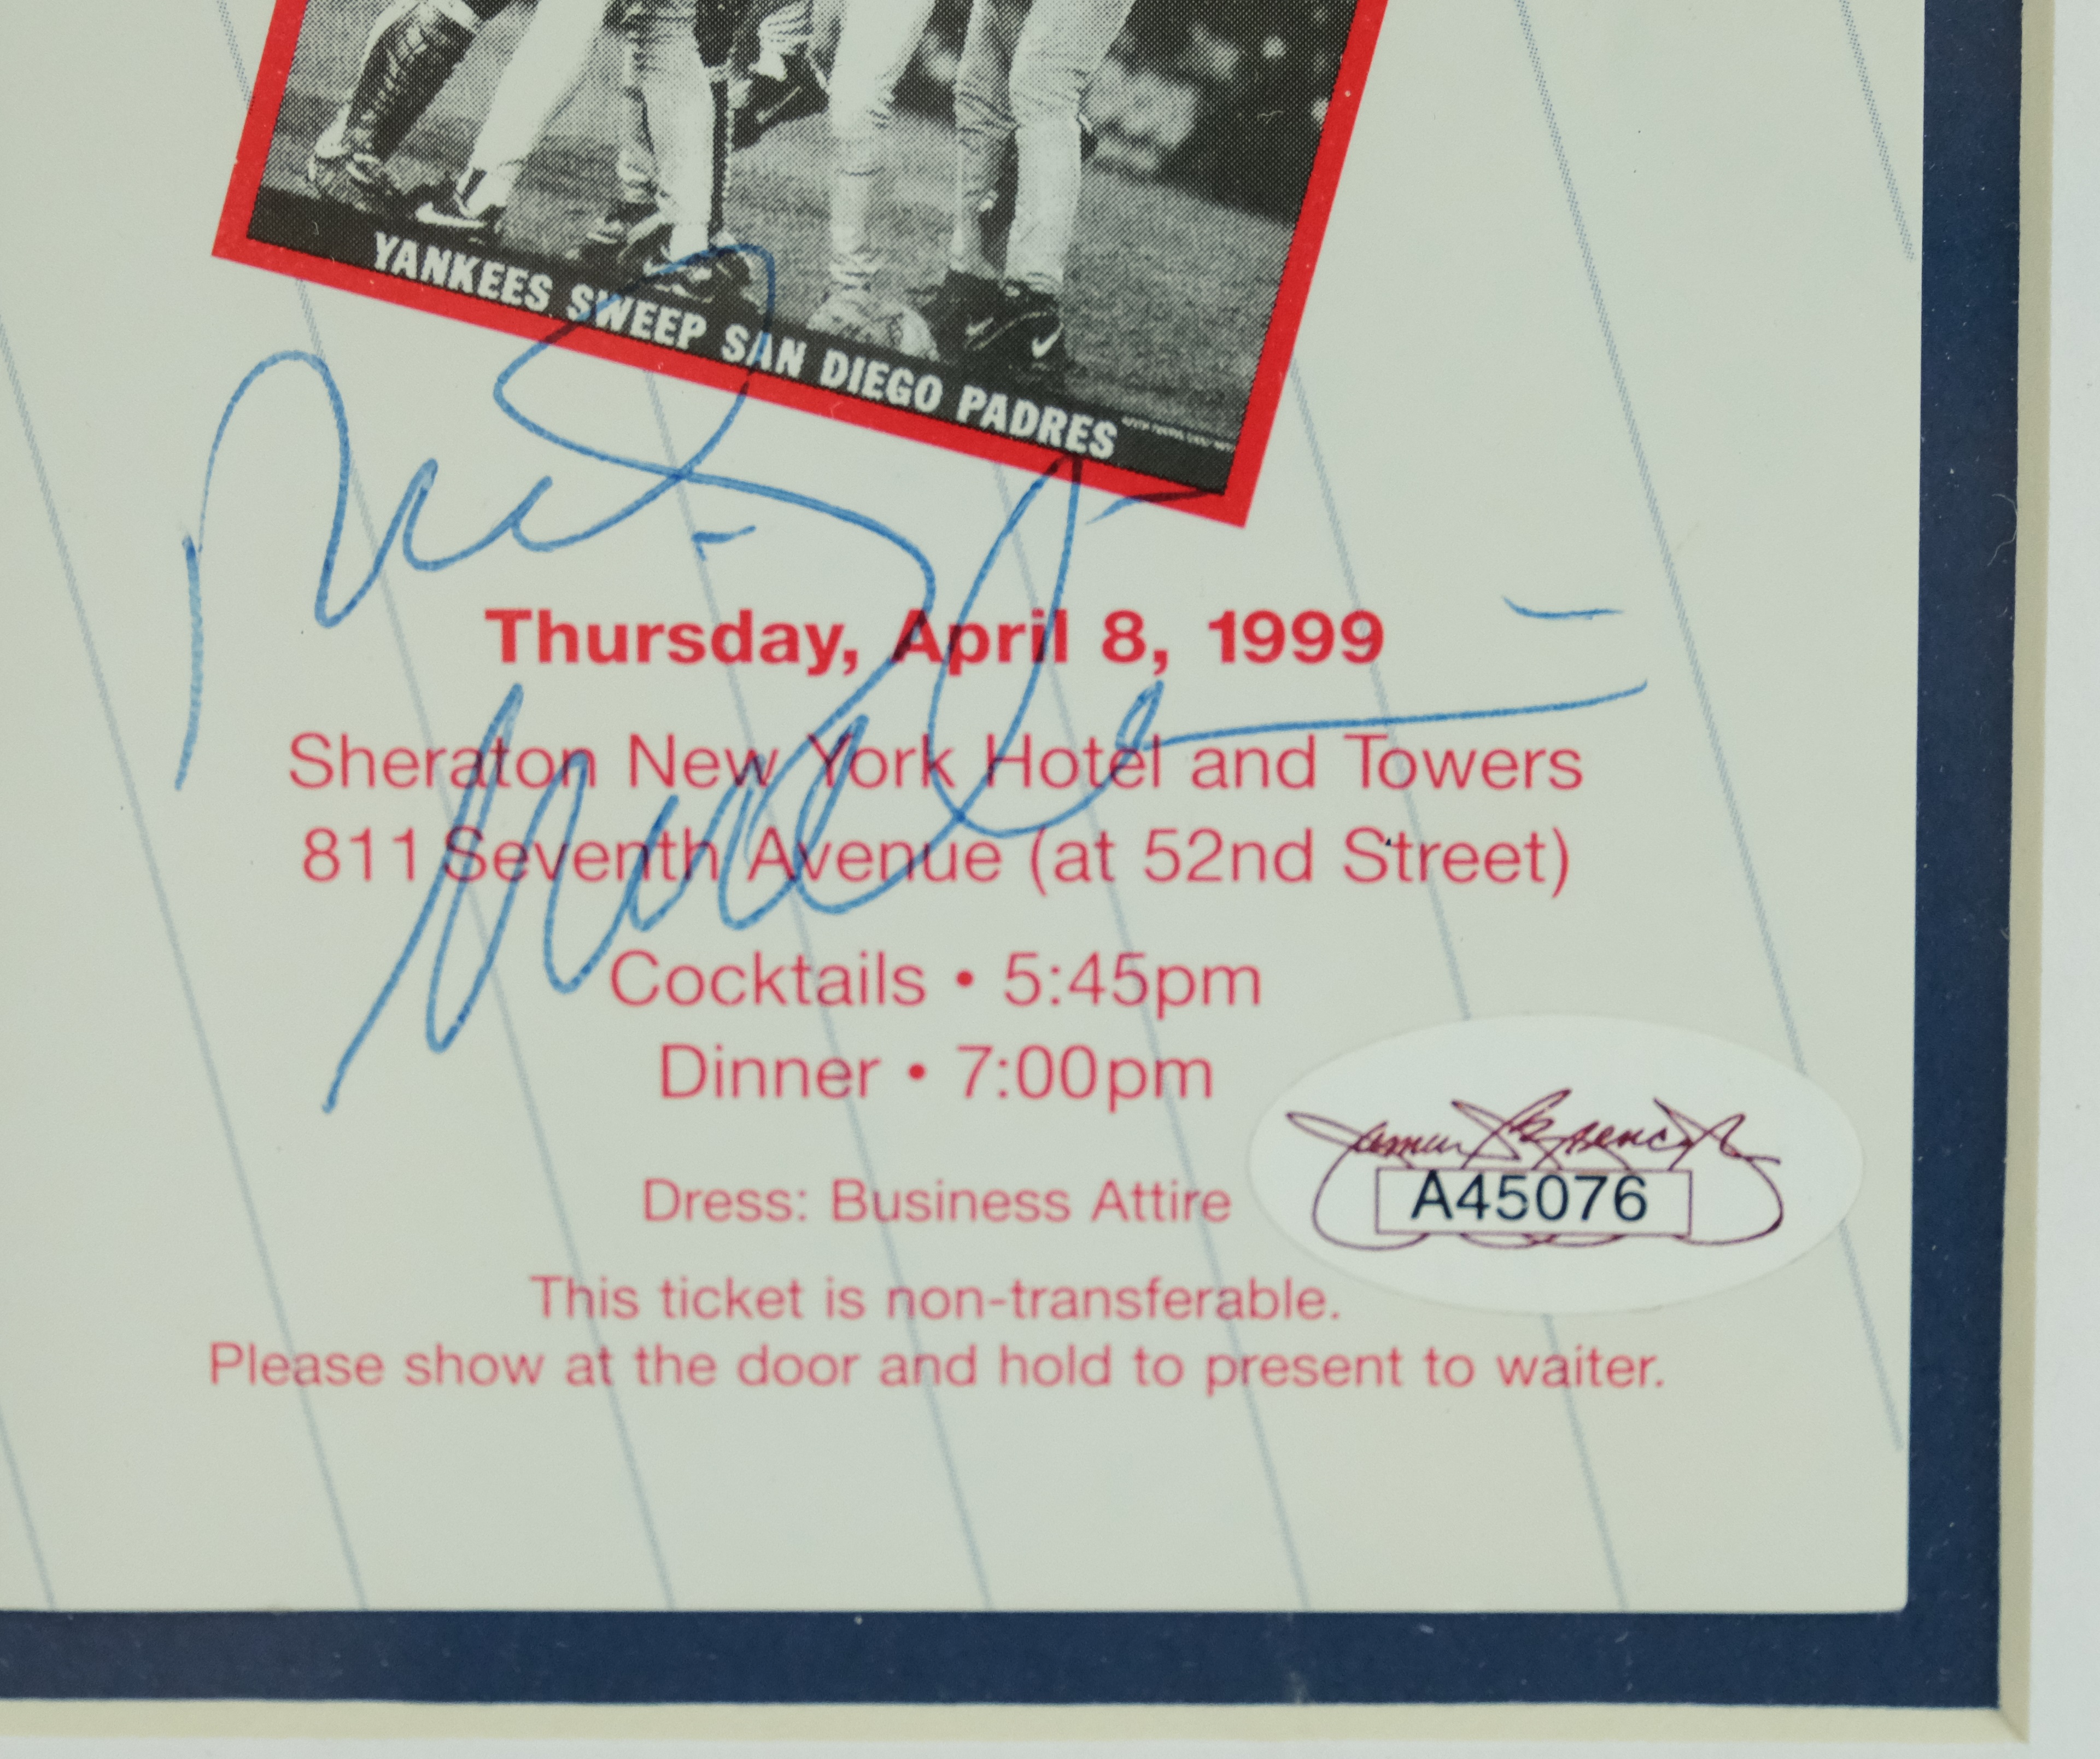 YANKEES SWEEP SAN DIEGO PADRES
Thursday, April 8, 1999
Sheraton New York Hotel and Towers
811 Seventh Avenue (at 52nd Street)
Cocktails • 5:45pm
Dinner • 7:00pm
Dress: Business Attire
A45076
This ticket is non-transferable.
Please show at the door and hold to present to waiter.